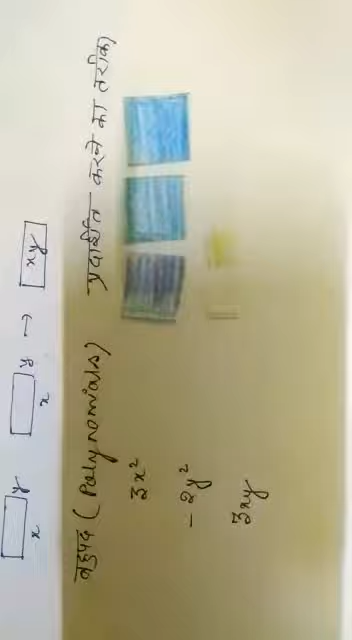 y y
x x → xy
बहुपद (Polynomials) प्रदर्शित करने का तरीका
3x²
-2y²
3xy